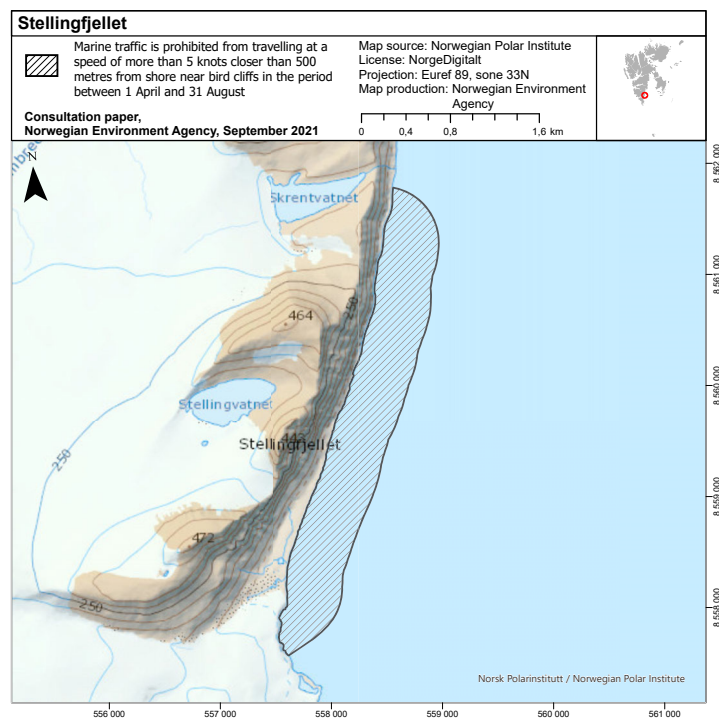 Stellingfjellet
Marine traffic is prohibited from travelling at a
speed of more than 5 knots closer than 500
metres from shore near bird cliffs in the period
between 1 April and 31 August
Consultation paper,
Norwegian Environment Agency, September 2021
Map source: Norwegian Polar Institute
License: NorgeDigitalt
Projection: Euref 89, sone 33N
Map production: Norwegian Environment
Agency
0 0,4 0,8 1,6 km
N
Skrentvatnet
250
464
Stellingvatnet
Stellingfjellet
250
472
250
Norsk Polarinstitutt / Norwegian Polar Institute
8 562 000
8 561 000
8 560 000
8 559 000
8 558 000
556 000 557 000 558 000 559 000 560 000 561 000